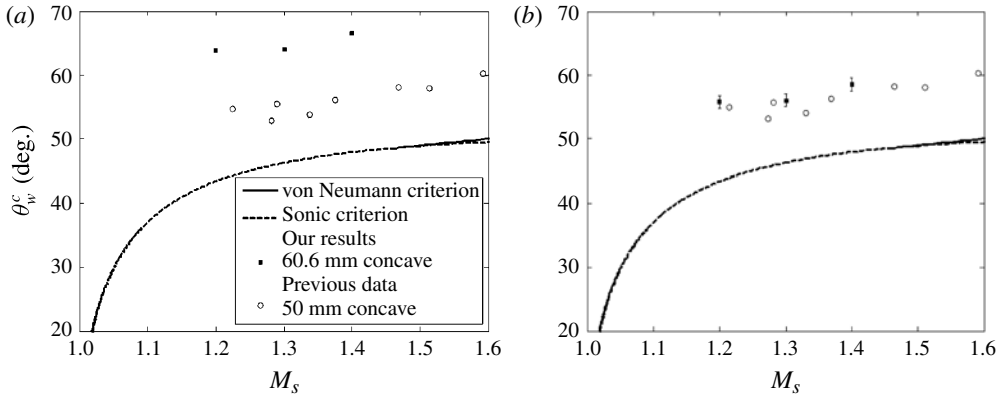 (a)
70
60
50
40
30
20
θ_w^c (deg.)
1.0 1.1 1.2 1.3 1.4 1.5 1.6
M_s
von Neumann criterion
Sonic criterion
Our results
60.6 mm concave
Previous data
50 mm concave
(b)
70
60
50
40
30
20
1.0 1.1 1.2 1.3 1.4 1.5 1.6
M_s